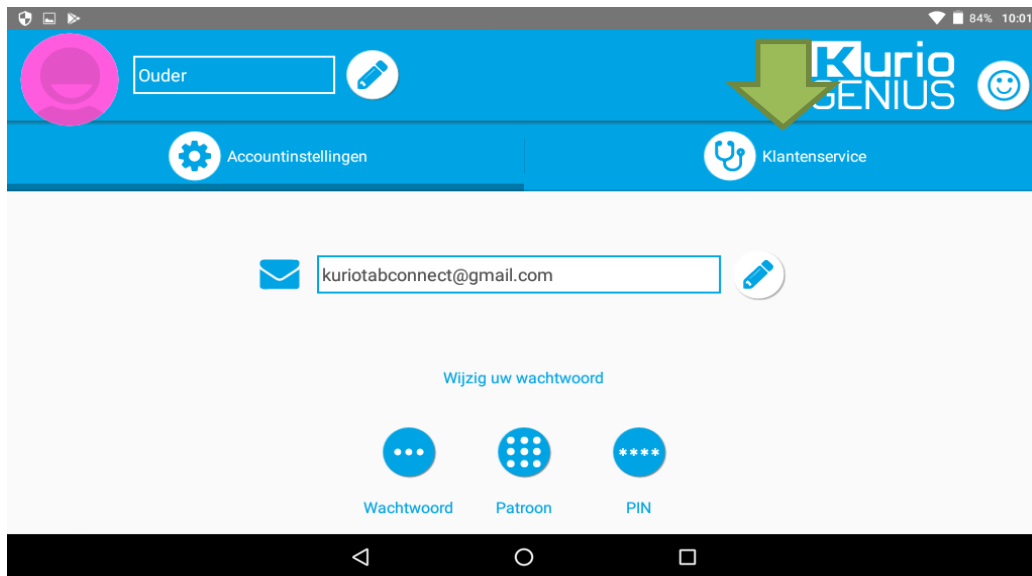 84% 10:01
Ouder
Kurio
GENIUS
Accountinstellingen
Klantenservice
kuriotabconnect@gmail.com
Wijzig uw wachtwoord
****
Wachtwoord
Patroon
PIN